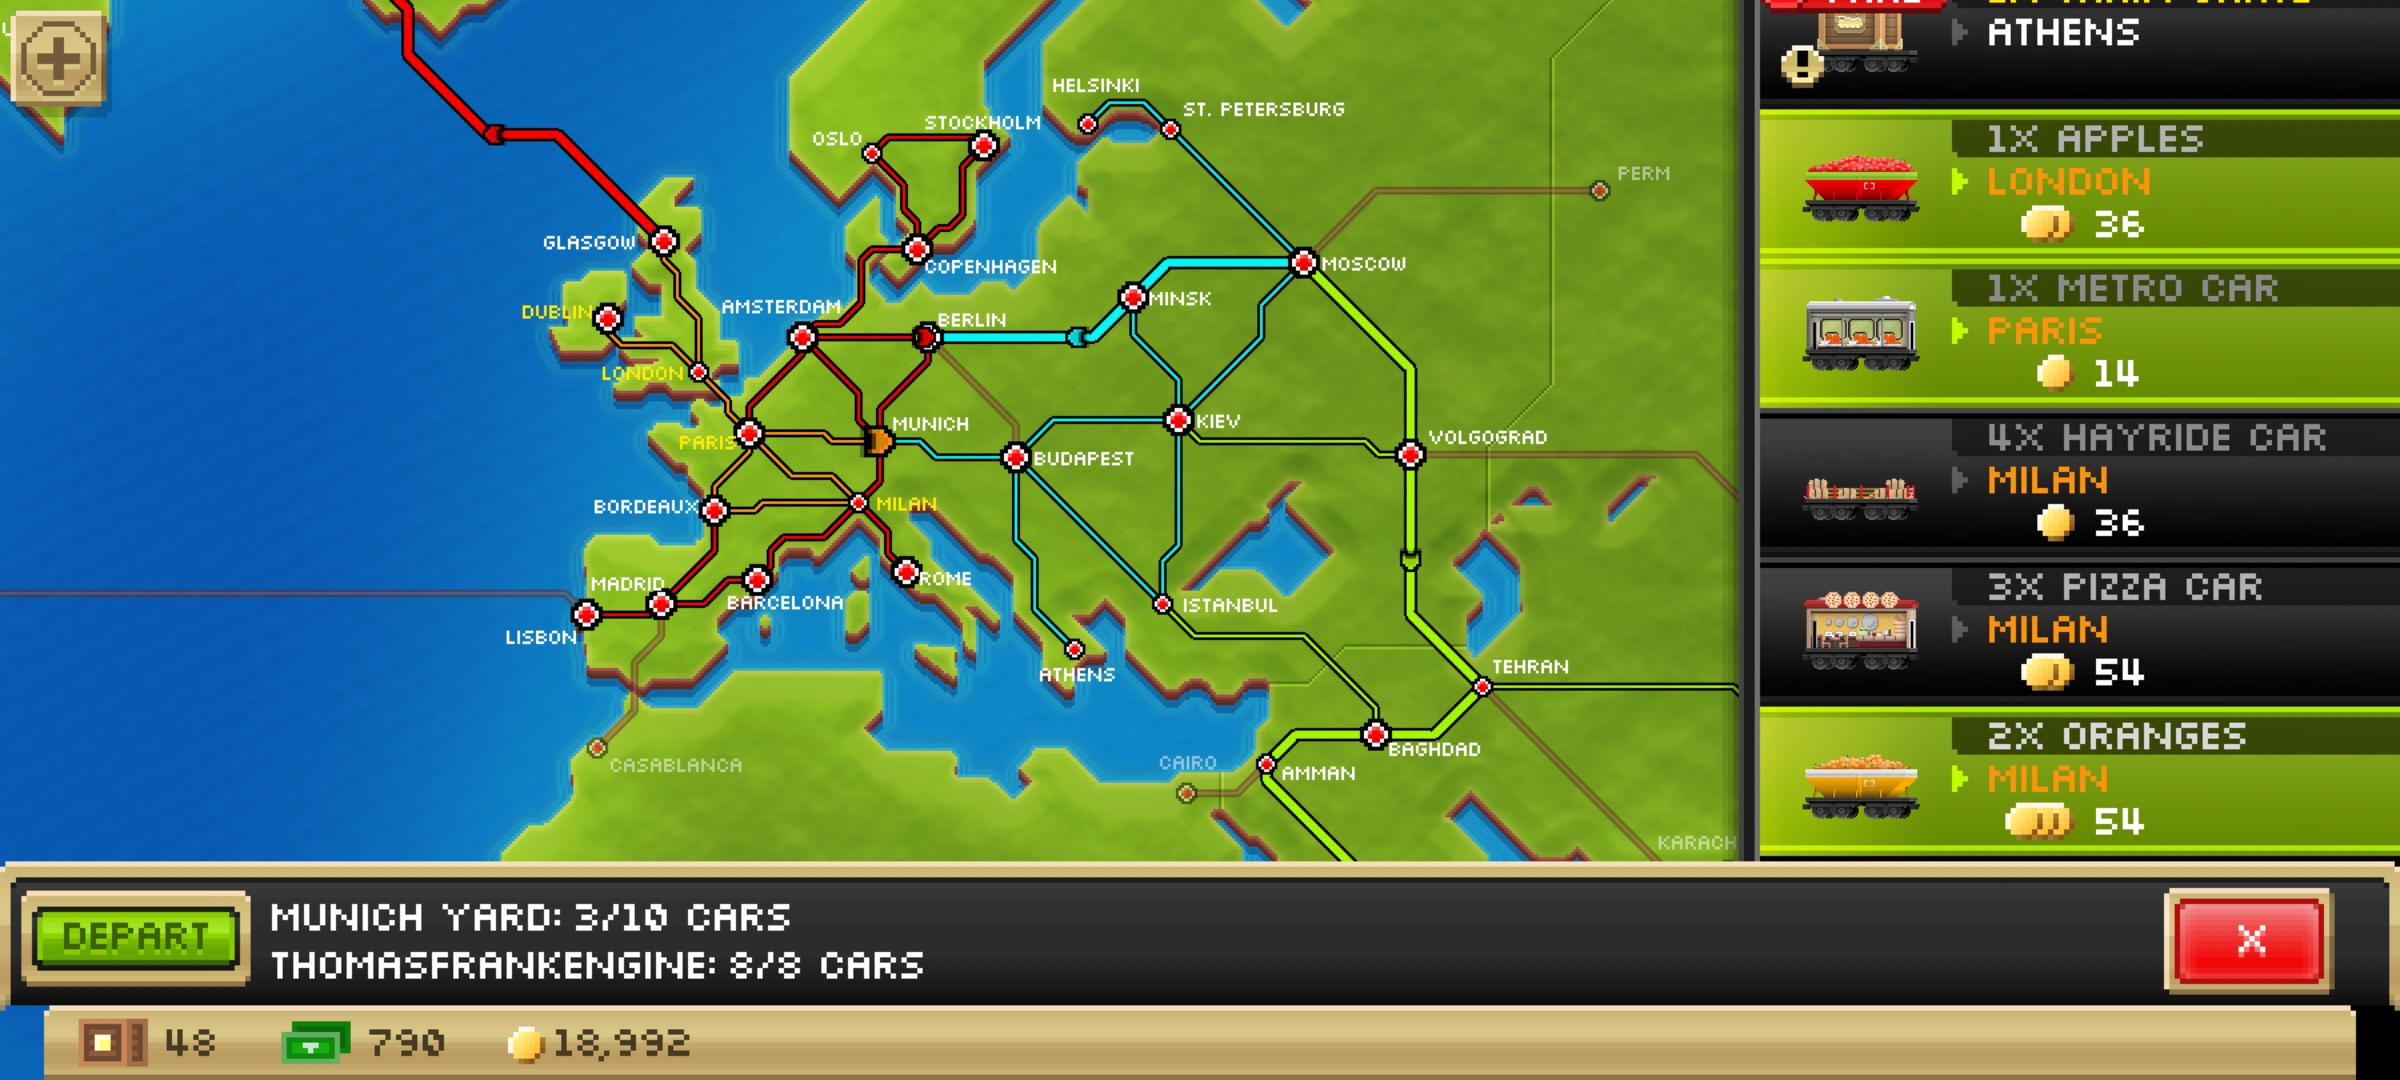 ATHENS
1X APPLES
LONDON
36
1X METRO CAR
PARIS
14
4X HAYRIDE CAR
MILAN
36
3X PIZZA CAR
MILAN
54
2X ORANGES
MILAN
54
HELSINKI
ST. PETERSBURG
STOCKHOLM
OSLO
PERM
GLASGOW
COPENHAGEN
MOSCOW
MINSK
DUBLIN
AMSTERDAM
BERLIN
LONDON
MUNICH
KIEV
VOLGOGRAD
PARIS
BUDAPEST
BORDEAUX
MILAN
MADRID
ROME
BARCELONA
ISTANBUL
LISBON
ATHENS
TEHRAN
CASABLANCA
CAIRO
BAGHDAD
AMMAN
KARACH
DEPART
MUNICH YARD: 3/10 CARS
THOMASFRANKENGINE: 8/8 CARS
X
48
790
18,992